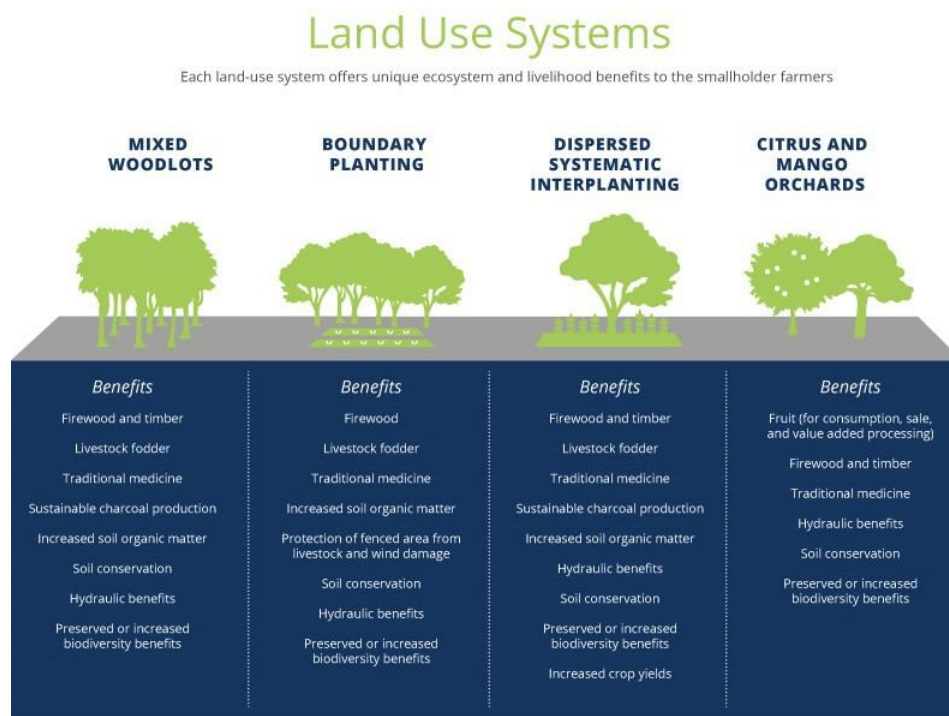 Land Use Systems
Each land-use system offers unique ecosystem and livelihood benefits to the smallholder farmers
MIXED
WOODLOTS
BOUNDARY
PLANTING
DISPERSED
SYSTEMATIC
INTERPLANTING
CITRUS AND
MANGO
ORCHARDS
Benefits
Firewood and timber
Livestock fodder
Traditional medicine
Sustainable charcoal production
Increased soil organic matter
Soil conservation
Hydraulic benefits
Preserved or increased
biodiversity benefits
Benefits
Firewood
Livestock fodder
Traditional medicine
Increased soil organic matter
Protection of fenced area from
livestock and wind damage
Soil conservation
Hydraulic benefits
Preserved or increased
biodiversity benefits
Benefits
Firewood and timber
Livestock fodder
Traditional medicine
Sustainable charcoal production
Increased soil organic matter
Hydraulic benefits
Soil conservation
Preserved or increased
biodiversity benefits
Increased crop yields
Benefits
Fruit (for consumption, sale,
and value added processing)
Firewood and timber
Traditional medicine
Hydraulic benefits
Soil conservation
Preserved or increased
biodiversity benefits